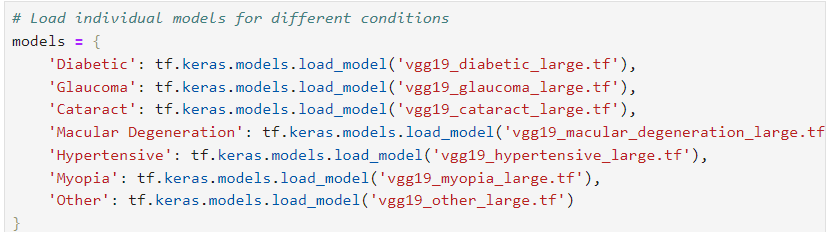 # Load individual models for different conditions
models = {
    'Diabetic': tf.keras.models.load_model('vgg19_diabetic_large.tf'),
    'Glaucoma': tf.keras.models.load_model('vgg19_glaucoma_large.tf'),
    'Cataract': tf.keras.models.load_model('vgg19_cataract_large.tf'),
    'Macular Degeneration': tf.keras.models.load_model('vgg19_macular_degeneration_large.tf
    'Hypertensive': tf.keras.models.load_model('vgg19_hypertensive_large.tf'),
    'Myopia': tf.keras.models.load_model('vgg19_myopia_large.tf'),
    'Other': tf.keras.models.load_model('vgg19_other_large.tf')
}